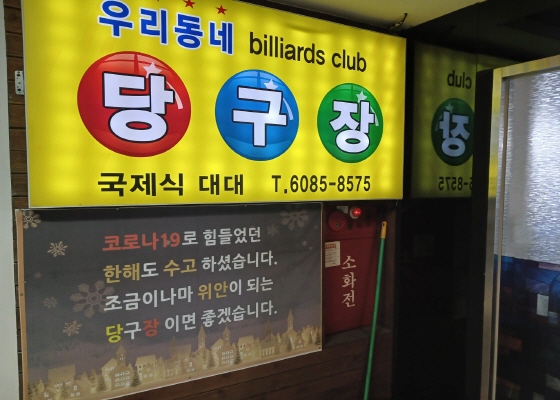 우리동네 billiards club
당구장
국제식 대대 T.6085-8575
코로나19로 힘들었던
한해도 수고 하셨습니다.
조금이나마 위안이 되는
당구장 이면 좋겠습니다.
소화전
club
장
5-8575